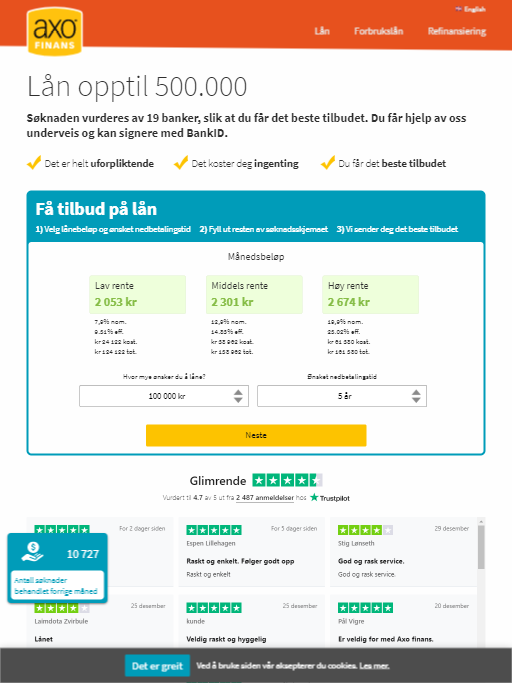 English
axo
FINANS
Lån Forbrukslån Refinansiering
Lån opptil 500.000
Søknaden vurderes av 19 banker, slik at du får det beste tilbudet. Du får hjelp av oss
underveis og kan signere med BankID.
Det er helt uforpliktende Det koster deg ingenting Du får det beste tilbudet
Få tilbud på lån
1) Velg lånebeløp og ønsket nedbetalingstid 2) Fyll ut resten av søknadsskjemaet 3) Vi sender deg det beste tilbudet
Månedsbeløp
Lav rente Middels rente Høy rente
2 053 kr 2 301 kr 2 674 kr
7,9% nom. 12,9% nom. 19,9% nom.
9.31% eff. 14.83% eff. 23.02% eff.
kr 24 122 kost. kr 38 962 kost. kr 61 380 kost.
kr 124 122 tot. kr 138 962 tot. kr 161 380 tot.
Hvor mye ønsker du å låne? Ønsket nedbetalingstid
100 000 kr 5 år
Neste
Glimrende
Vurdert til 4.7 av 5 ut fra 2 487 anmeldelser hos Trustpilot
For 2 dager siden For 5 dager siden 29 desember
Espen Lillehagen Stig Lønseth
Raskt og enkelt. Følger godt opp God og rask service.
Raskt og enkelt God og rask service.
10 727
Antall søknader
behandlet forrige måned
25 desember 25 desember 20 desember
Laimdota Zvirbule kunde Pål Vigre
Lånet Veldig raskt og hyggelig Er veldig for med Axo finans.
Det er greit Ved å bruke siden vår aksepterer du cookies. Les mer.